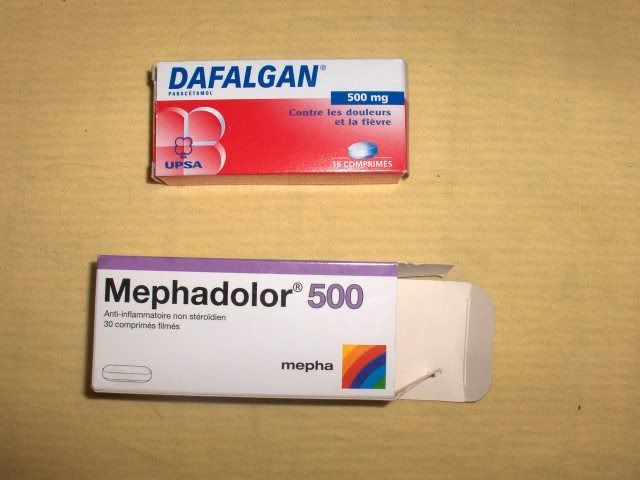 DAFALGAN®
PARACÉTAMOL
500 mg
Contre les douleurs
et la fièvre
UPSA
16 COMPRIMÉS
Mephadolor® 500
Anti-inflammatoire non stéroïdien
30 comprimés filmés
mepha